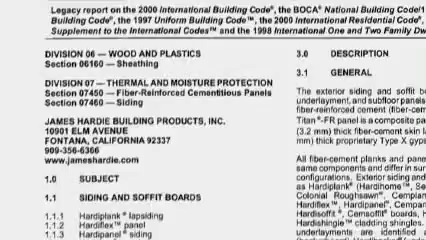 Legacy report on the 2000 International Building Code®, the BOCA® National Building Code/1
Building Code®, the 1997 Uniform Building Code™, the 2000 International Residential Code®,
Supplement to the International Codes™ and the 1998 International One and Two Family Dw
DIVISION 06 — WOOD AND PLASTICS
Section 06160 — Sheathing
DIVISION 07 — THERMAL AND MOISTURE PROTECTION
Section 07450 — Fiber-Reinforced Cementitious Panels
Section 07460 — Siding
JAMES HARDIE BUILDING PRODUCTS, INC.
10901 ELM AVENUE
FONTANA, CALIFORNIA 92337
909-356-6366
www.jameshardie.com
1.0 SUBJECT
1.1 SIDING AND SOFFIT BOARDS
1.1.1 Hardiplank® lapsiding
1.1.2 Hardiflex™ panel
1.1.3 Hardipanel® siding
3.0 DESCRIPTION
3.1 GENERAL
The exterior siding and soffit bo
underlayment, and subfloor panels
fiber-reinforced cement (fiber-cem
Titan®-FR panel is a composite pa
(3.2 mm) thick fiber-cement skin la
mm) thick proprietary Type X gyps
All fiber-cement planks and pane
same components and differ in sur
configurations. Exterior siding and
as Hardiplank® (Hardihome™, Se
Colonial Roughsawn®, Cemplan
Hardiflex™, Hardipanel®, Cempan
Hardisoffit®, Cemsoffit® boards, H
Hardishingle™ cladding shingles.
underlayments are identified a